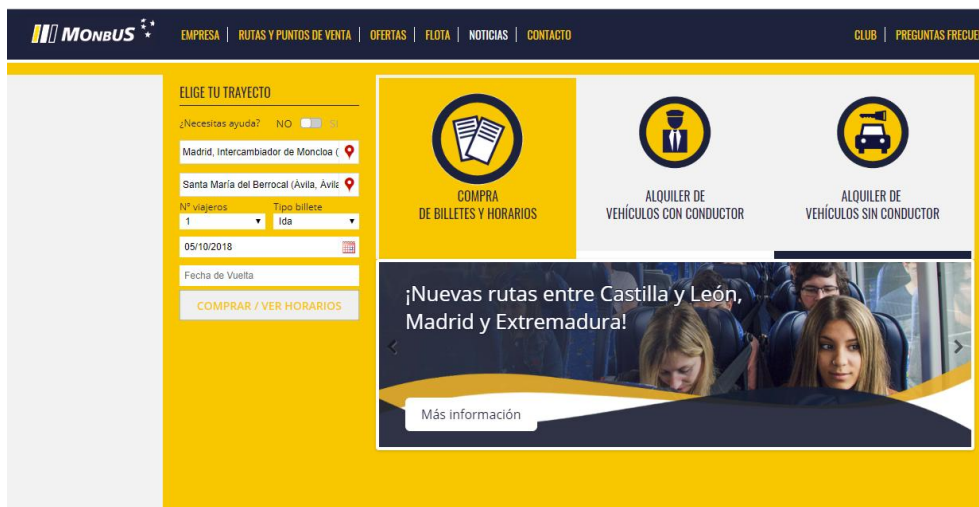 MONBUS
EMPRESA | RUTAS Y PUNTOS DE VENTA | OFERTAS | FLOTA | NOTICIAS | CONTACTO
CLUB | PREGUNTAS FRECUE
ELIGE TU TRAYECTO
¿Necesitas ayuda? NO SI
Madrid, Intercambiador de Moncloa (
Santa María del Berrocal (Ávila, Ávila
Nº viajeros Tipo billete
1 Ida
05/10/2018
Fecha de Vuelta
COMPRAR / VER HORARIOS
COMPRA
DE BILLETES Y HORARIOS
ALQUILER DE
VEHÍCULOS CON CONDUCTOR
ALQUILER DE
VEHÍCULOS SIN CONDUCTOR
¡Nuevas rutas entre Castilla y León,
Madrid y Extremadura!
Más información